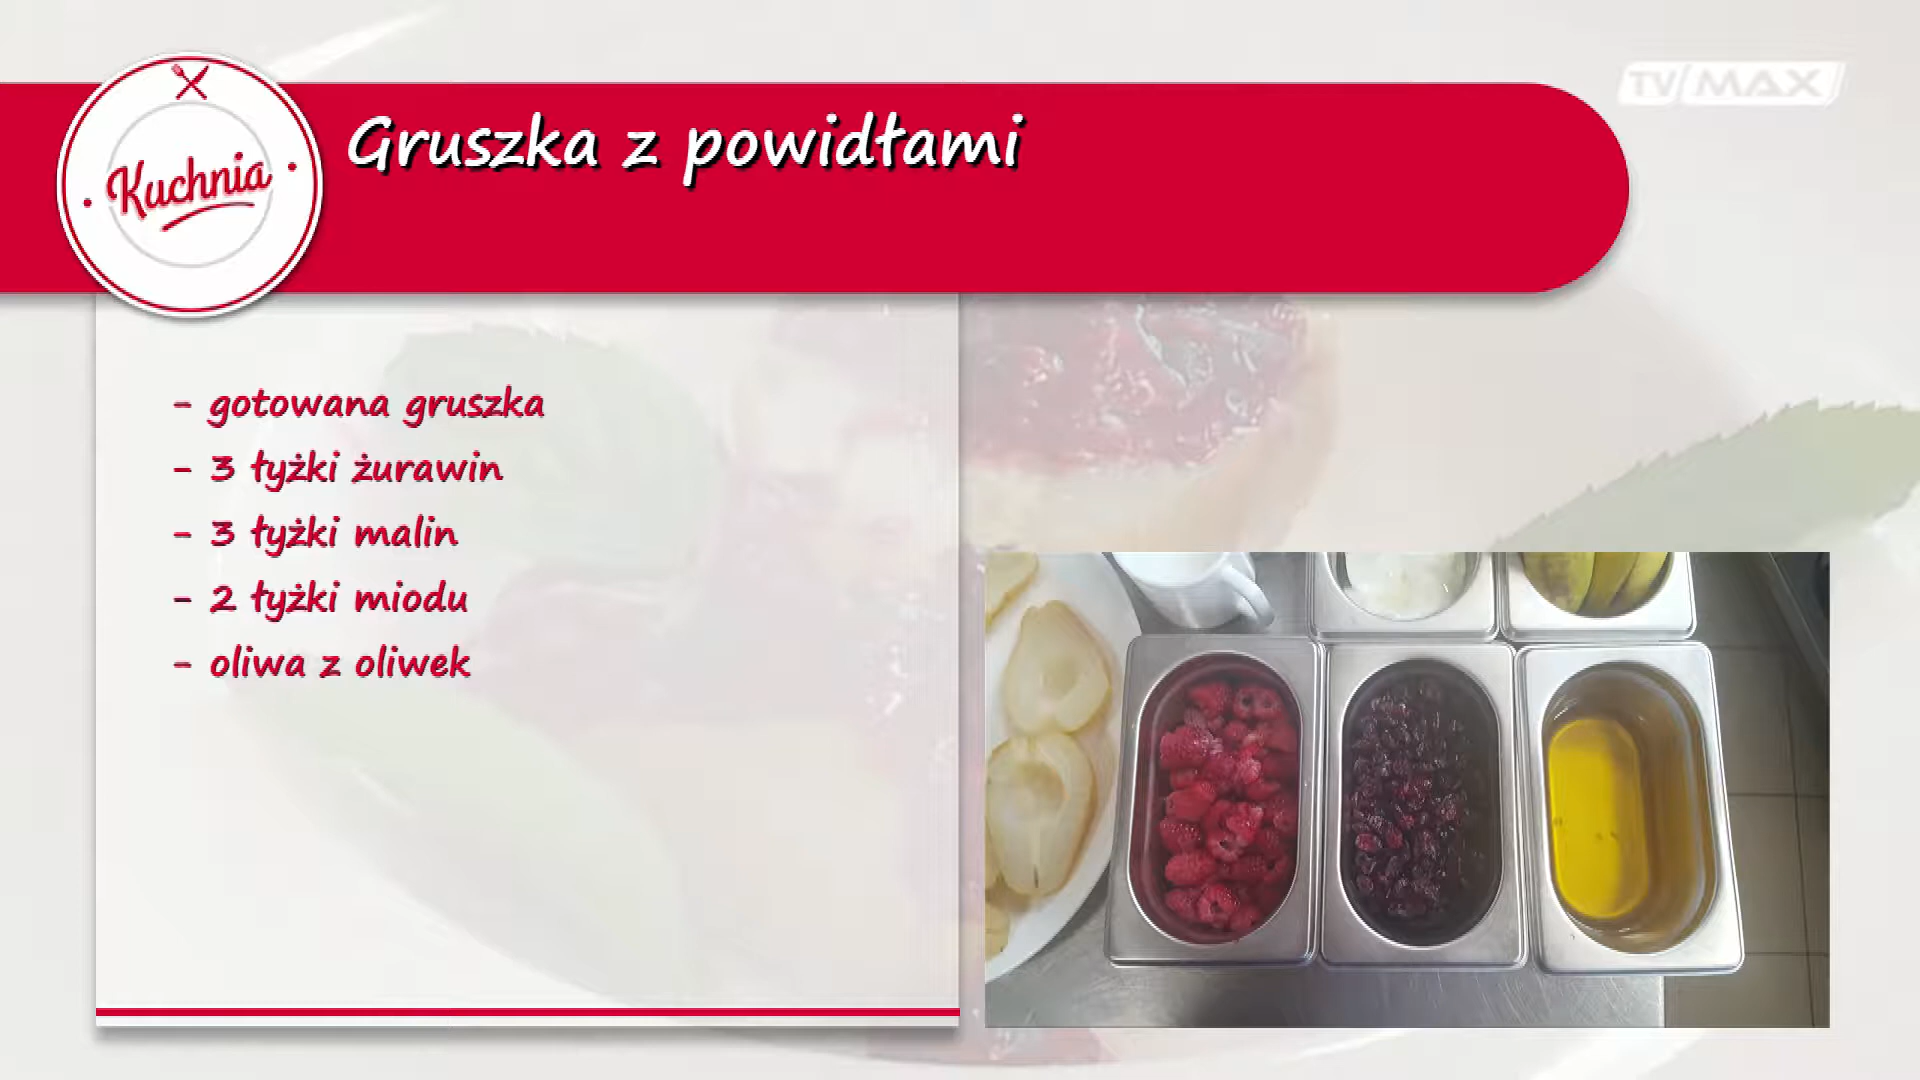 TV MAX
Kuchnia
Gruszka z powidłami
- gotowana gruszka
- 3 łyżki żurawin
- 3 łyżki malin
- 2 łyżki miodu
- oliwa z oliwek